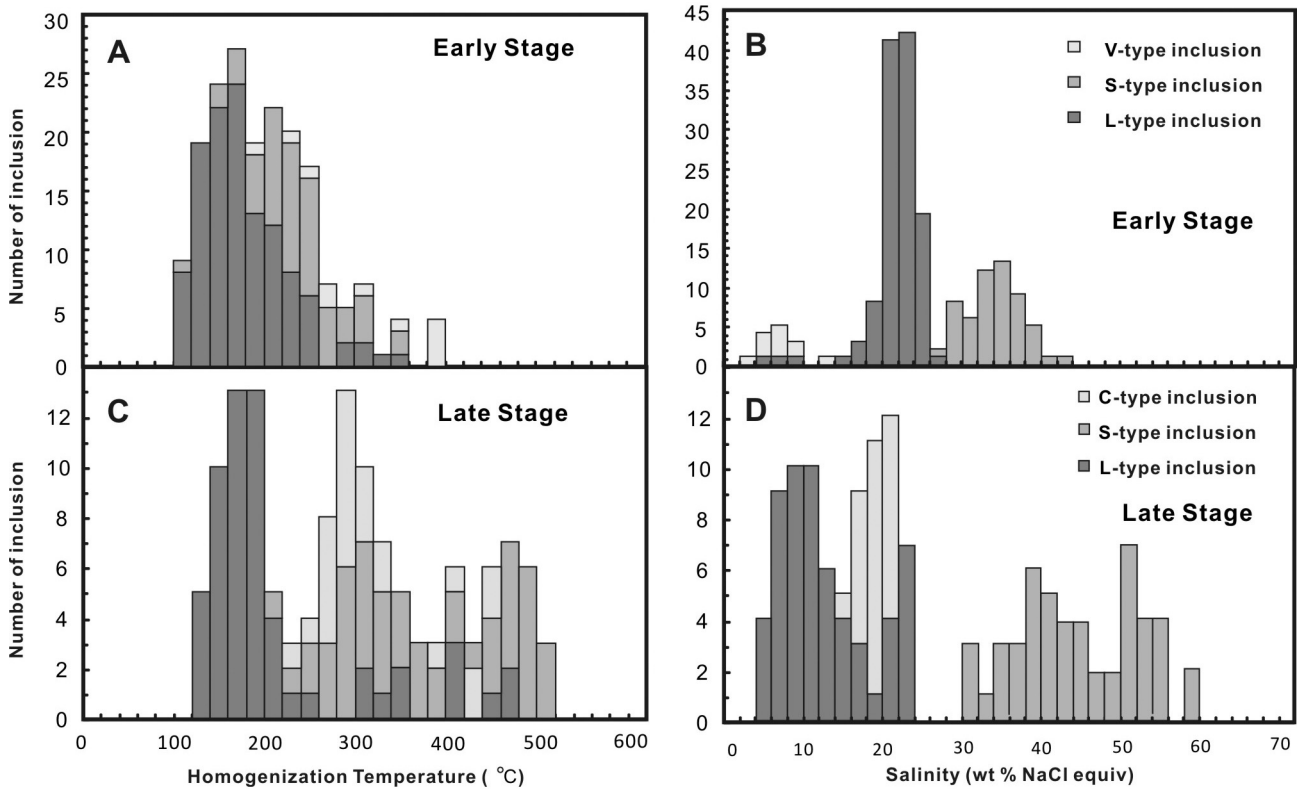 A
Early Stage
30
25
20
15
10
5
0
Number of inclusion
B
V-type inclusion
S-type inclusion
L-type inclusion
Early Stage
45
40
35
30
25
20
15
10
5
0
C
Late Stage
12
10
8
6
4
2
0
Number of inclusion
0 100 200 300 400 500 600
Homogenization Temperature ( °C)
D
C-type inclusion
S-type inclusion
L-type inclusion
Late Stage
12
10
8
6
4
2
0
0 10 20 30 40 50 60 70
Salinity (wt % NaCl equiv)